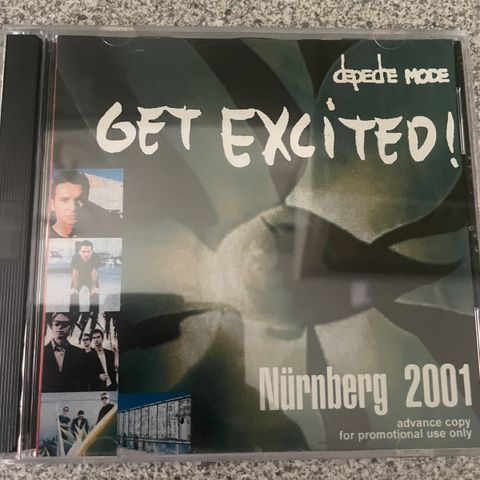 depeche MODE
GET EXCiTED!
Nürnberg 2001
advance copy
for promotional use only